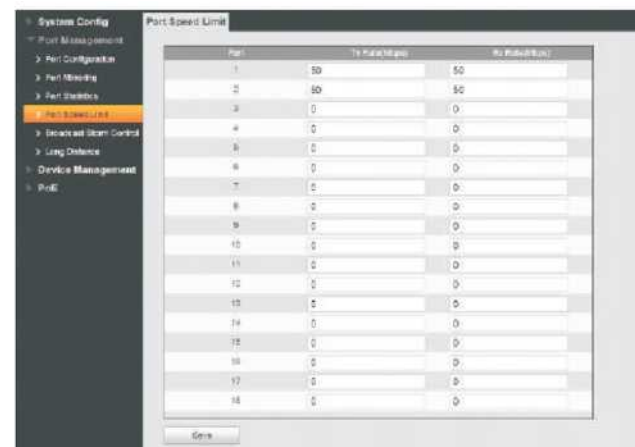 System Config
Port Management
Port Configuration
Port Mirroring
Port Statistics
Port Speed Limit
Broadcast Storm Control
Long Distance
Device Management
PoE
Port Speed Limit
Port Tx Rate(Mbps) Rx Rate(Mbps)
1 50 50
2 50 50
3 0 0
4 0 0
5 0 0
6 0 0
7 0 0
8 0 0
9 0 0
10 0 0
11 0 0
12 0 0
13 0 0
14 0 0
15 0 0
16 0 0
17 0 0
18 0 0
Save